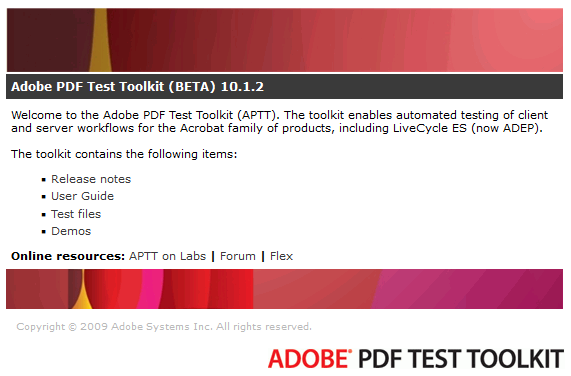 Adobe PDF Test Toolkit (BETA) 10.1.2
Welcome to the Adobe PDF Test Toolkit (APTT). The toolkit enables automated testing of client
and server workflows for the Acrobat family of products, including LiveCycle ES (now ADEP).
The toolkit contains the following items:
Release notes
User Guide
Test files
Demos
Online resources: APTT on Labs | Forum | Flex
Copyright © 2009 Adobe Systems Inc. All rights reserved.
ADOBE® PDF TEST TOOLKIT